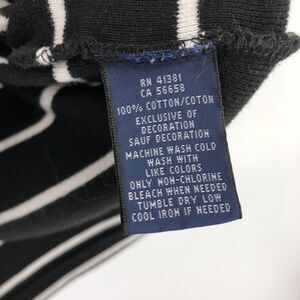 RN 41381
CA 56658
100% COTTON/COTON
EXCLUSIVE OF
DECORATION
SAUF DECORATION
MACHINE WASH COLD
WASH WITH
LIKE COLORS
ONLY NON-CHLORINE
BLEACH WHEN NEEDED
TUMBLE DRY LOW
COOL IRON IF NEEDED